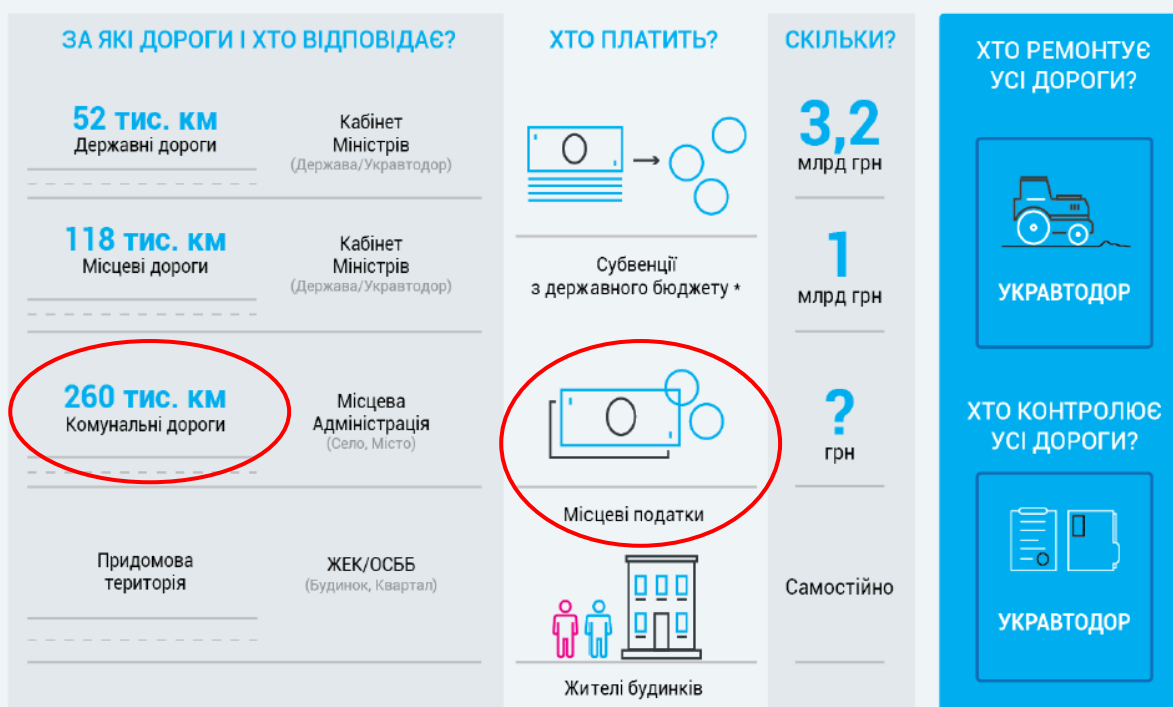 ЗА ЯКІ ДОРОГИ І ХТО ВІДПОВІДАЄ?
52 тис. км
Державні дороги
Кабінет
Міністрів
(Держава/Укравтодор)
118 тис. км
Місцеві дороги
Кабінет
Міністрів
(Держава/Укравтодор)
260 тис. км
Комунальні дороги
Місцева
Адміністрація
(Село, Місто)
Придомова
територія
ЖЕК/ОСББ
(Будинок, Квартал)
ХТО ПЛАТИТЬ?
Субвенції
з державного бюджету *
Місцеві податки
Жителі будинків
СКІЛЬКИ?
3,2
млрд грн
1
млрд грн
?
грн
Самостійно
ХТО РЕМОНТУЄ
УСІ ДОРОГИ?
УКРАВТОДОР
ХТО КОНТРОЛЮЄ
УСІ ДОРОГИ?
УКРАВТОДОР